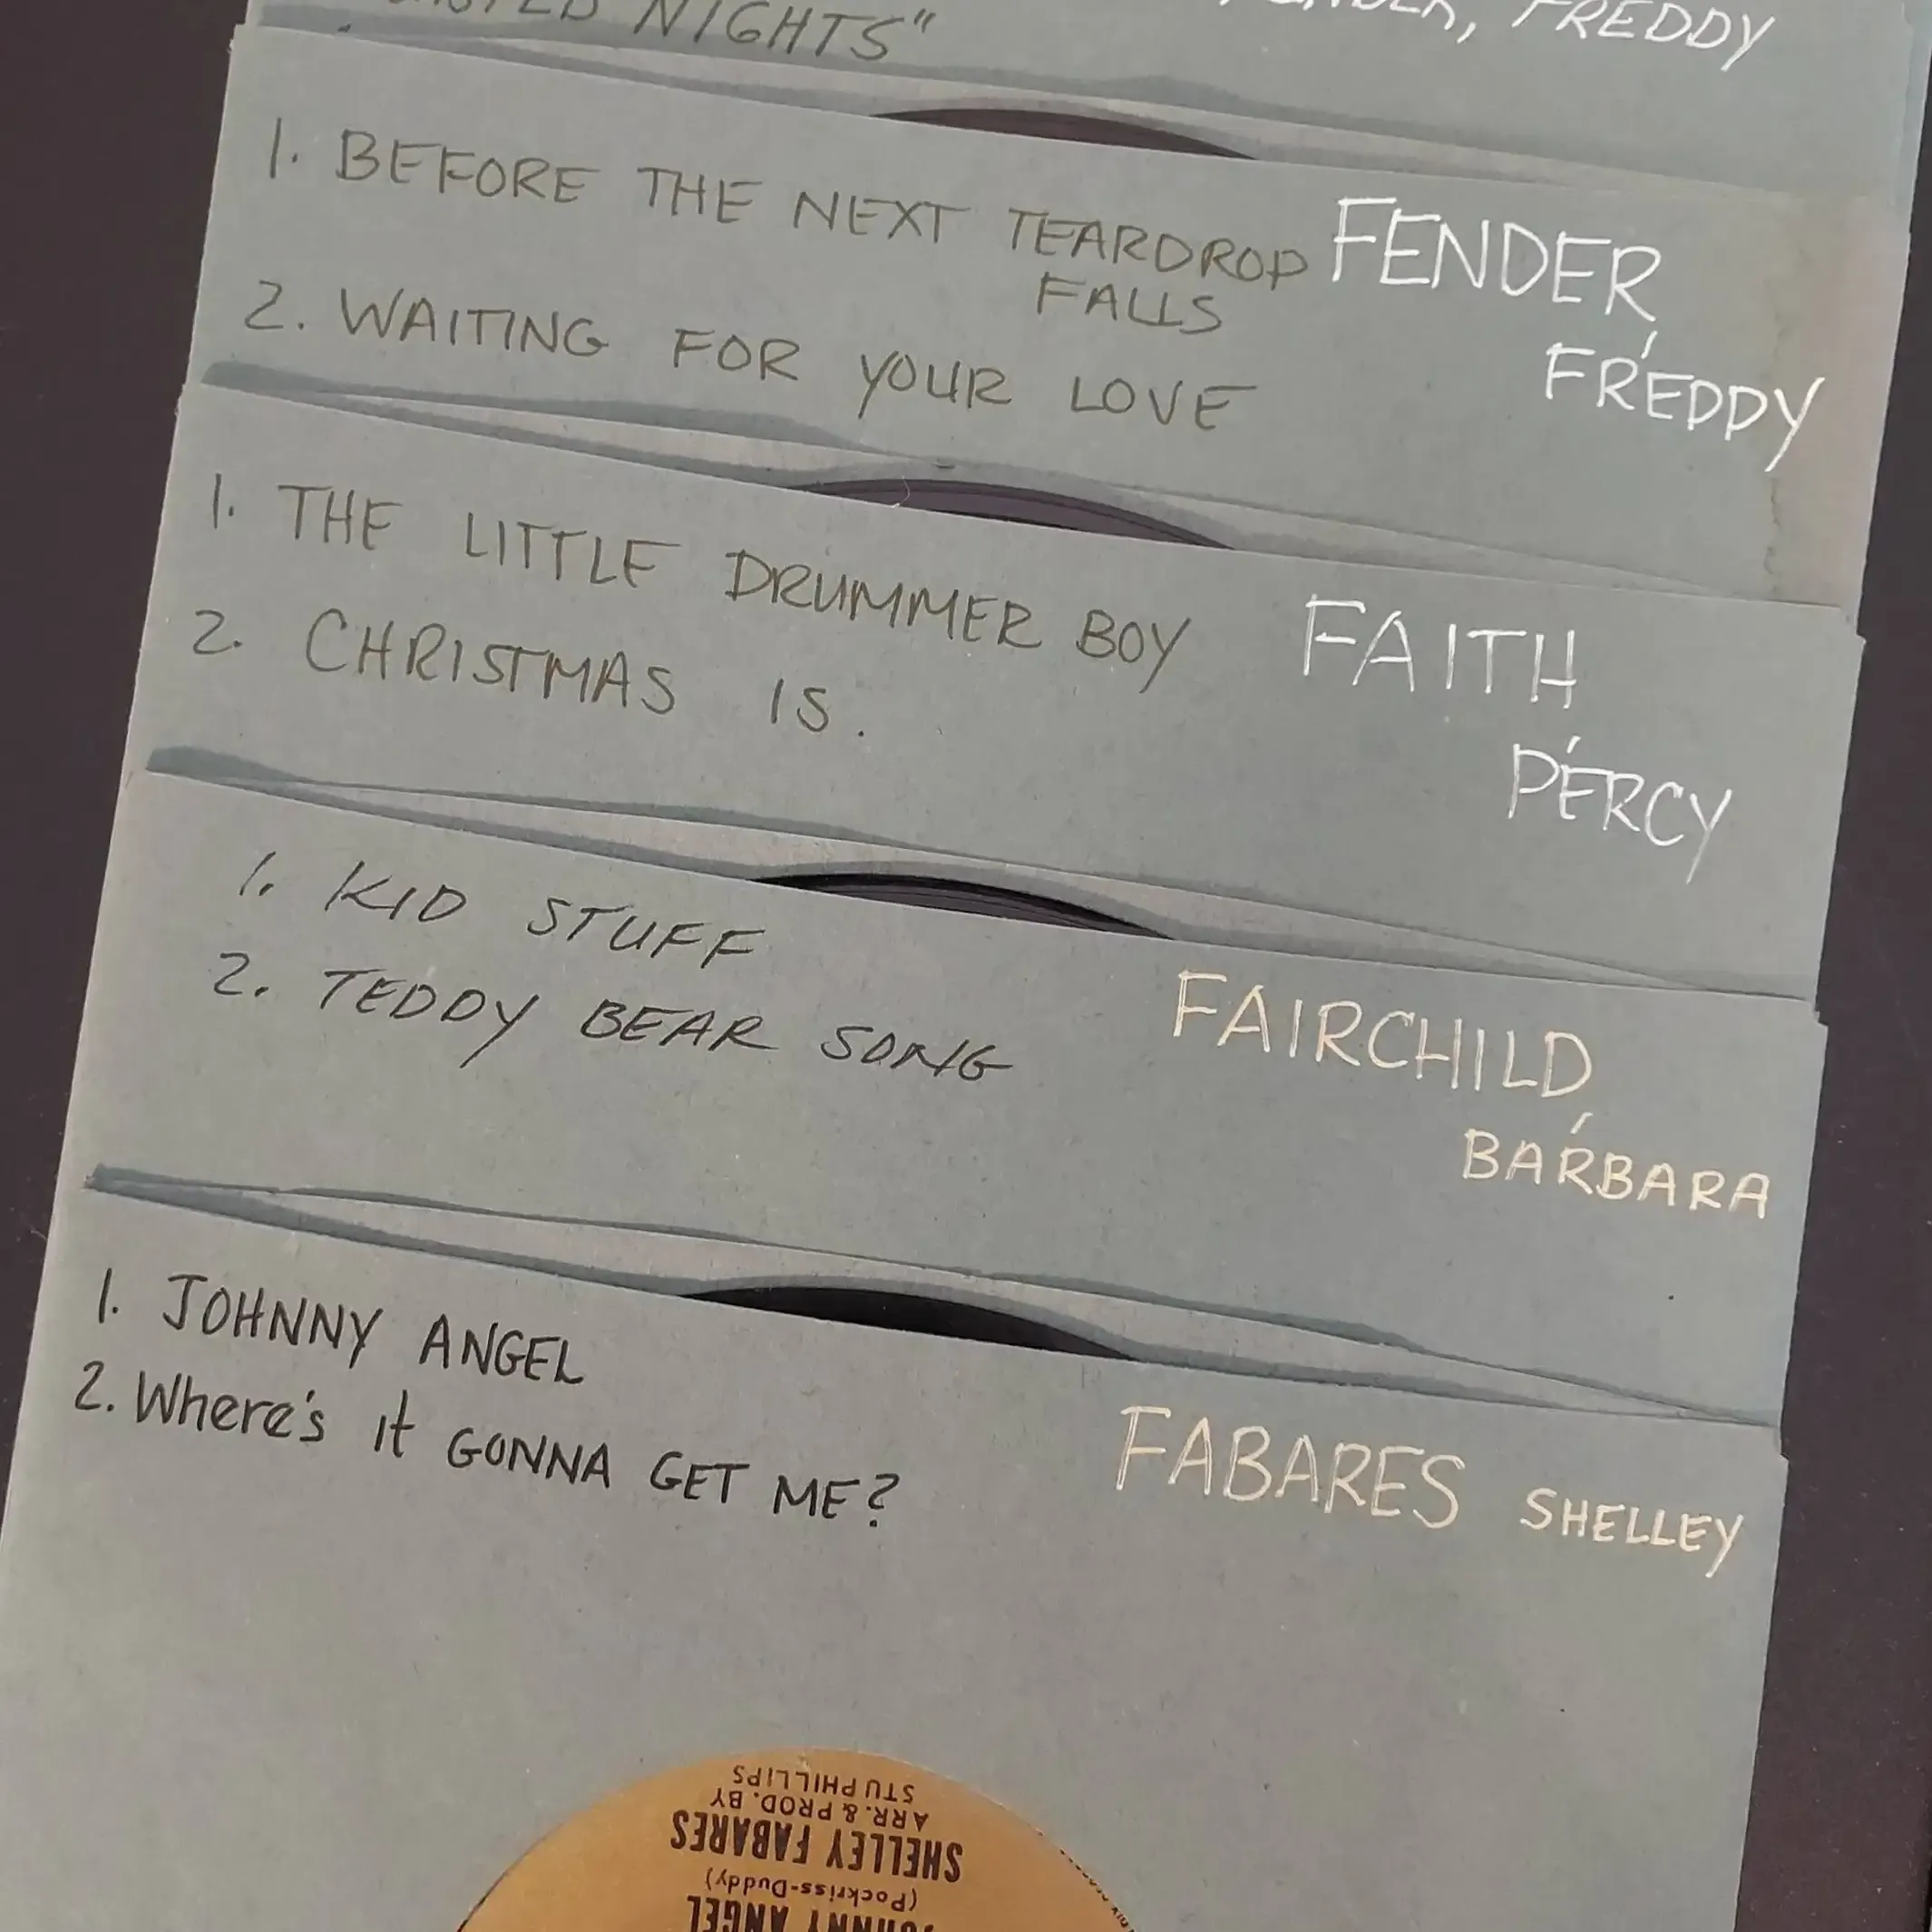 NIGHTS"
FREDDY
1. BEFORE THE NEXT TEARDROP
FALLS
FENDER,
FREDDY
2. WAITING FOR YOUR LOVE
1. THE LITTLE DRUMMER BOY
FAITH,
PERCY
2. CHRISTMAS IS.
1. KID STUFF
2. TEDDY BEAR SONG
FAIRCHILD,
BARBARA
1. JOHNNY ANGEL
2. Where's it GONNA GET ME?
FABARES SHELLEY
JOHNNY ANGEL
(Pockriss-Duddy)
SHELLEY FABARES
ARR. & PROD. BY
STU PHILLIPS